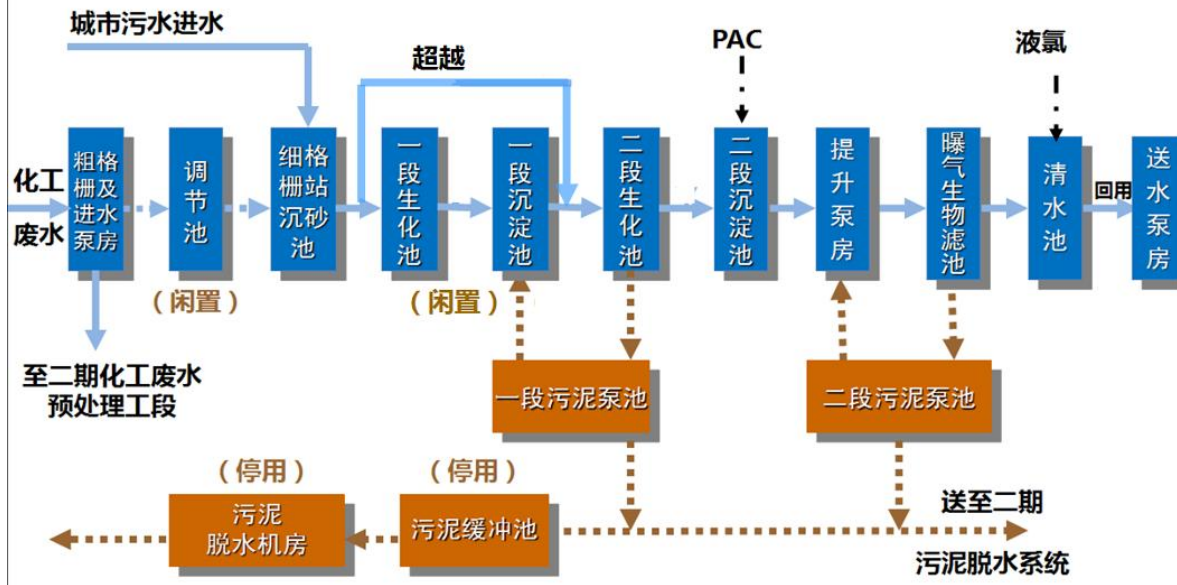 城市污水进水
超越
PAC
液氯
化工
废水
粗格
栅及
进水
泵房
调节池
细格
栅站
沉砂
池
一段生化池
一段沉淀池
二段生化池
二段沉淀池
提升泵房
曝气生物滤池
清水池
回用
送水泵房
（闲置）
（闲置）
至二期化工废水
预处理工段
一段污泥泵池
二段污泥泵池
（停用）
（停用）
污泥
脱水机房
污泥缓冲池
送至二期
污泥脱水系统